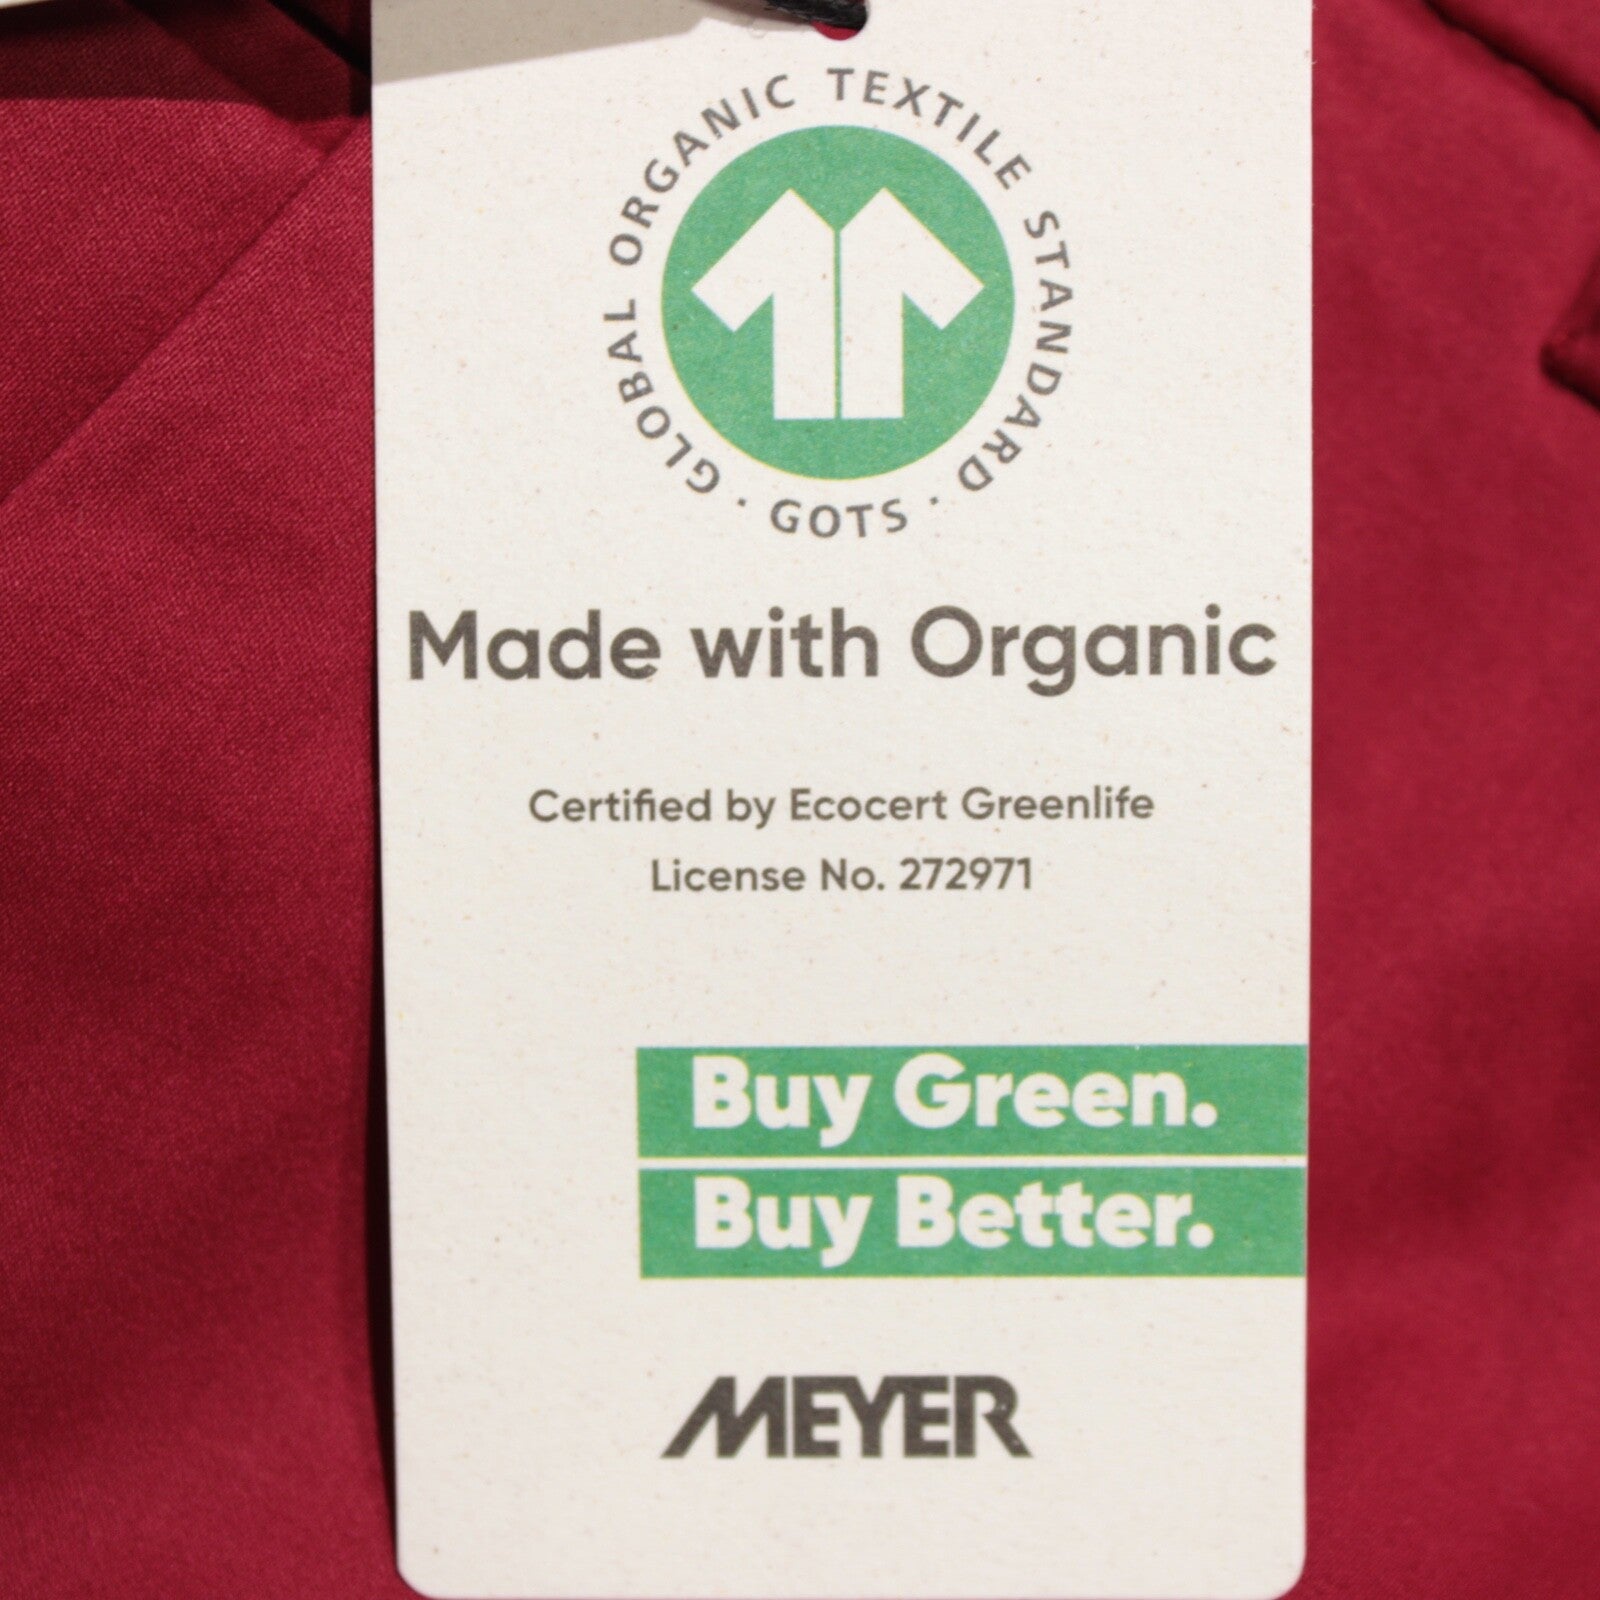 GLOBAL ORGANIC TEXTILE STANDARD
· GOTS ·
Made with Organic
Certified by Ecocert Greenlife
License No. 272971
Buy Green.
Buy Better.
MEYER